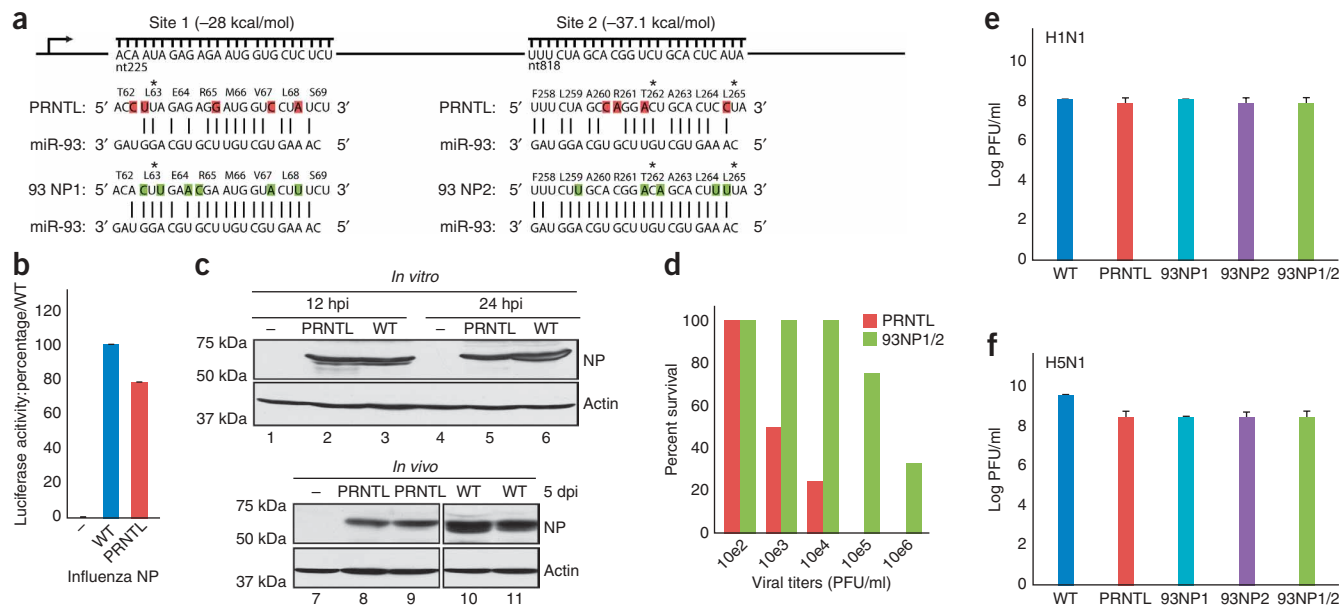 a
Site 1 (–28 kcal/mol)
Site 2 (–37.1 kcal/mol)
ACA AUA GAG AGA AUG GUG CUC UCU
UUU CUA GCA CGG UCU GCA CUC AUA
nt225
nt818
* *
*
T62 L63 E64 R65 M66 V67 L68 S69
F258 L259 A260 R261 T262 A263 L264 L265
PRNTL: 5′ ACC UUA GAG AGG AUG GUC CUA UCU 3′
PRNTL: 5′ UUU CUA GCC AGG ACU GCA CUC CUA 3′
miR-93: 3′ GAU GGA CGU GCU UGU CGU GAA AC 5′
miR-93: 3′ GAU GGA CGU GCU UGU CGU GAA AC 5′
* *
*
T62 L63 E64 R65 M66 V67 L68 S69
F258 L259 A260 R261 T262 A263 L264 L265
93 NP1: 5′ ACA CUU GAA CGA AUG GUA CUU UCU 3′
93 NP2: 5′ UUU CUU GCA CGG ACA GCA CUU UUA 3′
miR-93: 3′ GAU GGA CGU GCU UGU CGU GAA AC 5′
miR-93: 3′ GAU GGA CGU GCU UGU CGU GAA AC 5′
b
Luciferase acitivity:percentage/WT
120
100
80
60
40
20
0
–
WT
PRNTL
Influenza NP
c
In vitro
12 hpi
24 hpi
– PRNTL WT – PRNTL WT
75 kDa
NP
50 kDa
Actin
37 kDa
1 2 3 4 5 6
In vivo
– PRNTL PRNTL WT WT 5 dpi
75 kDa
NP
50 kDa
Actin
37 kDa
7 8 9 10 11
d
PRNTL
93NP1/2
Percent survival
100
80
60
40
20
0
10e2 10e3 10e4 10e5 10e6
Viral titers (PFU/ml)
e
H1N1
Log PFU/ml
10
8
6
4
2
0
WT PRNTL 93NP1 93NP2 93NP1/2
f
H5N1
Log PFU/ml
10
8
6
4
2
0
WT PRNTL 93NP1 93NP2 93NP1/2